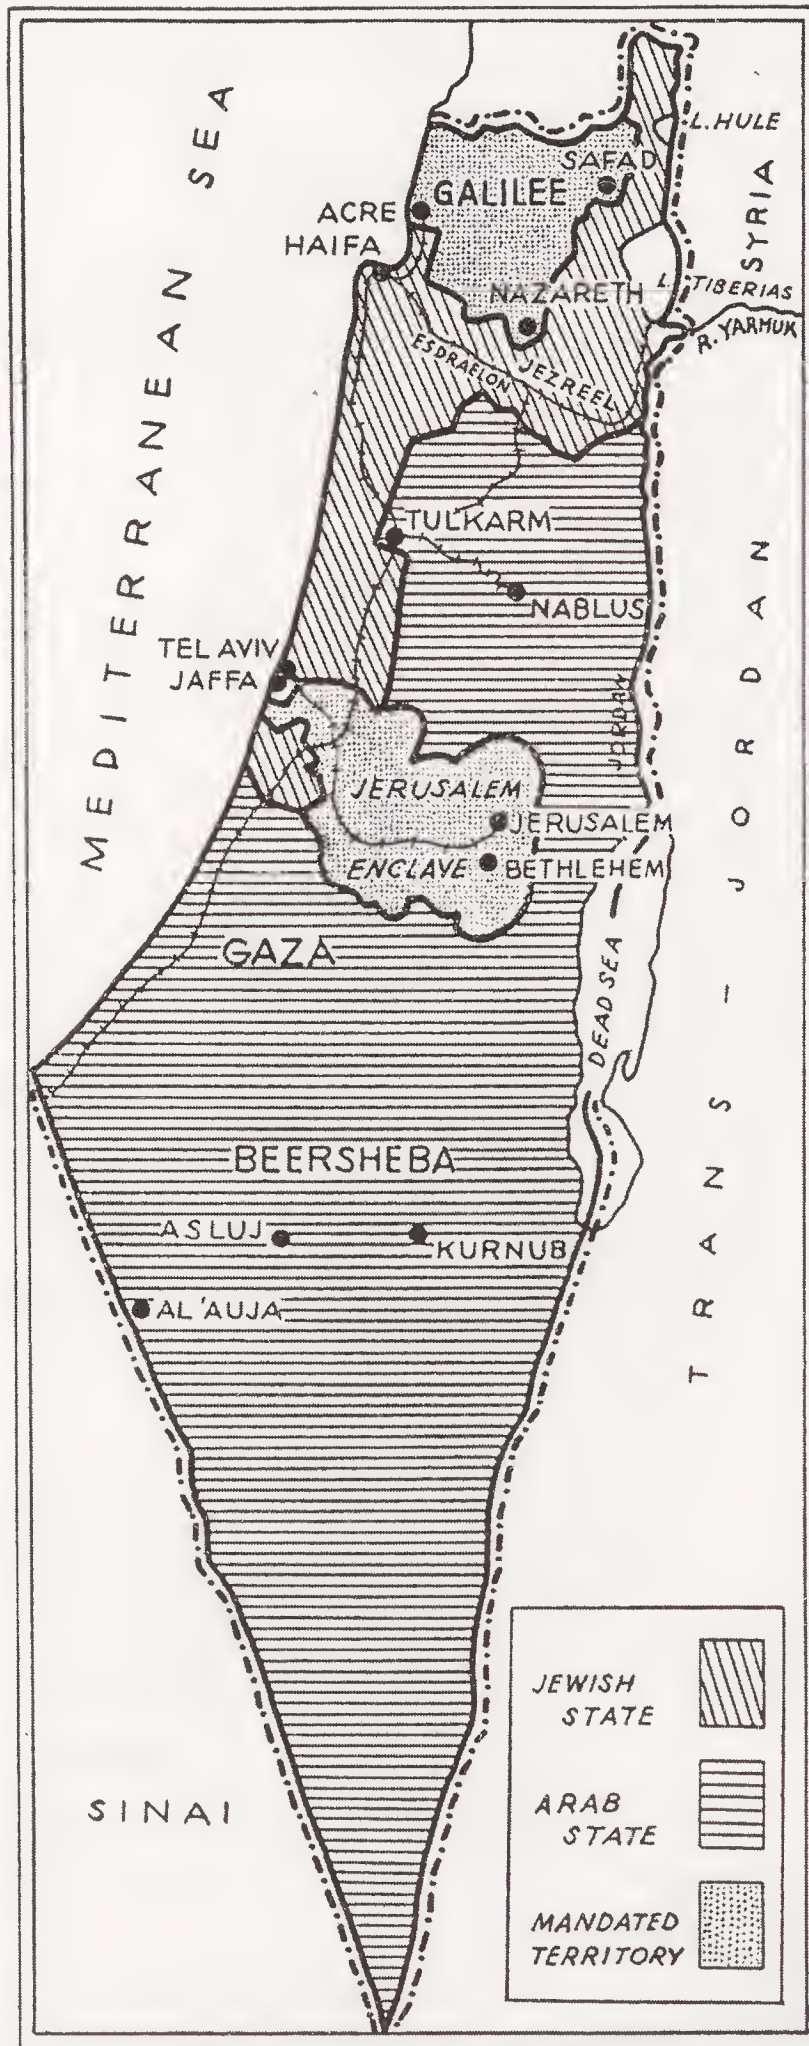 MEDITERRANEAN SEA
L. HULE
SAFAD
GALILEE
ACRE
HAIFA
SYRIA
L. TIBERIAS
NAZARETH
R. YARMUK
ESDRAELON
JEZREEL
TULKARM
NABLUS
TEL AVIV
JAFFA
JORDAN
TRANS-JORDAN
JERUSALEM
ENCLAVE
JERUSALEM
BETHLEHEM
GAZA
DEAD SEA
BEERSHEBA
ASLUJ
KURNUB
AL 'AUJA
SINAI
JEWISH
STATE
ARAB
STATE
MANDATED
TERRITORY